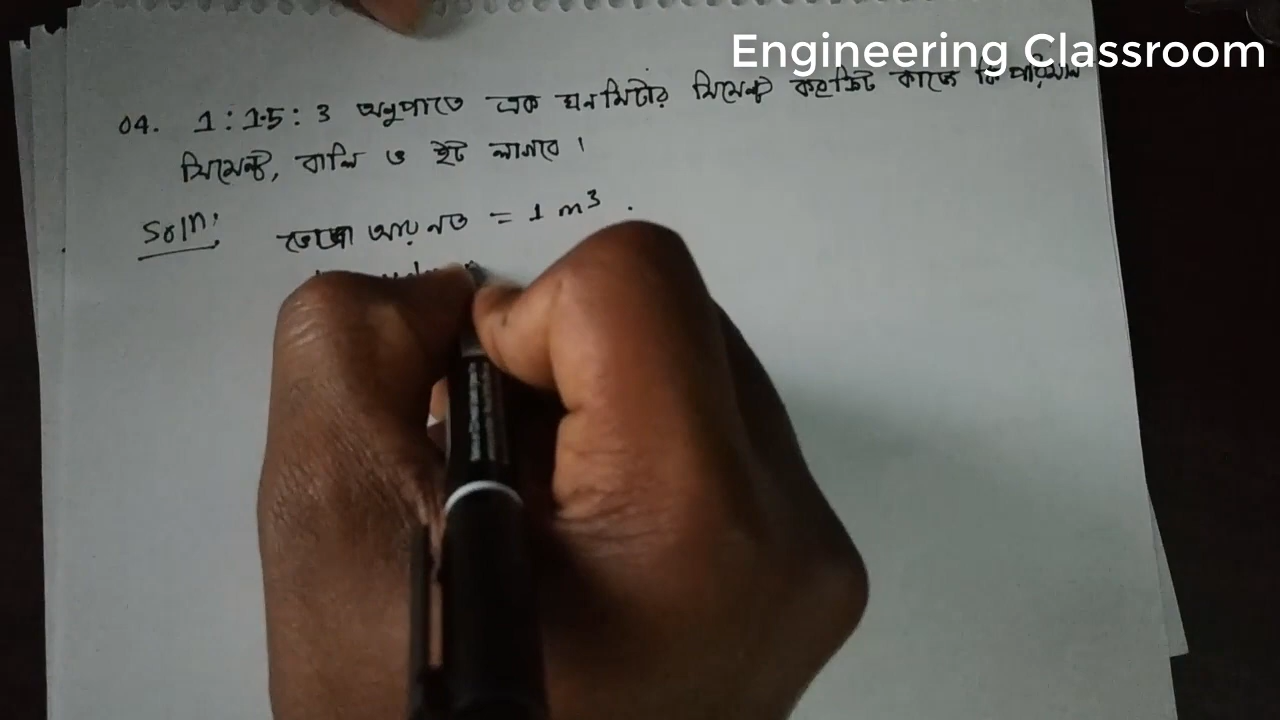 Engineering Classroom
04. 1 : 1.5 : 3 অনুপাতে এক ঘনমিটার সিমেন্ট কংক্রিট কাজে কি পরিমান
সিমেন্ট, বালি ও ইট লাগবে।
Soln: ভেজা আয়তন = 1 m³.